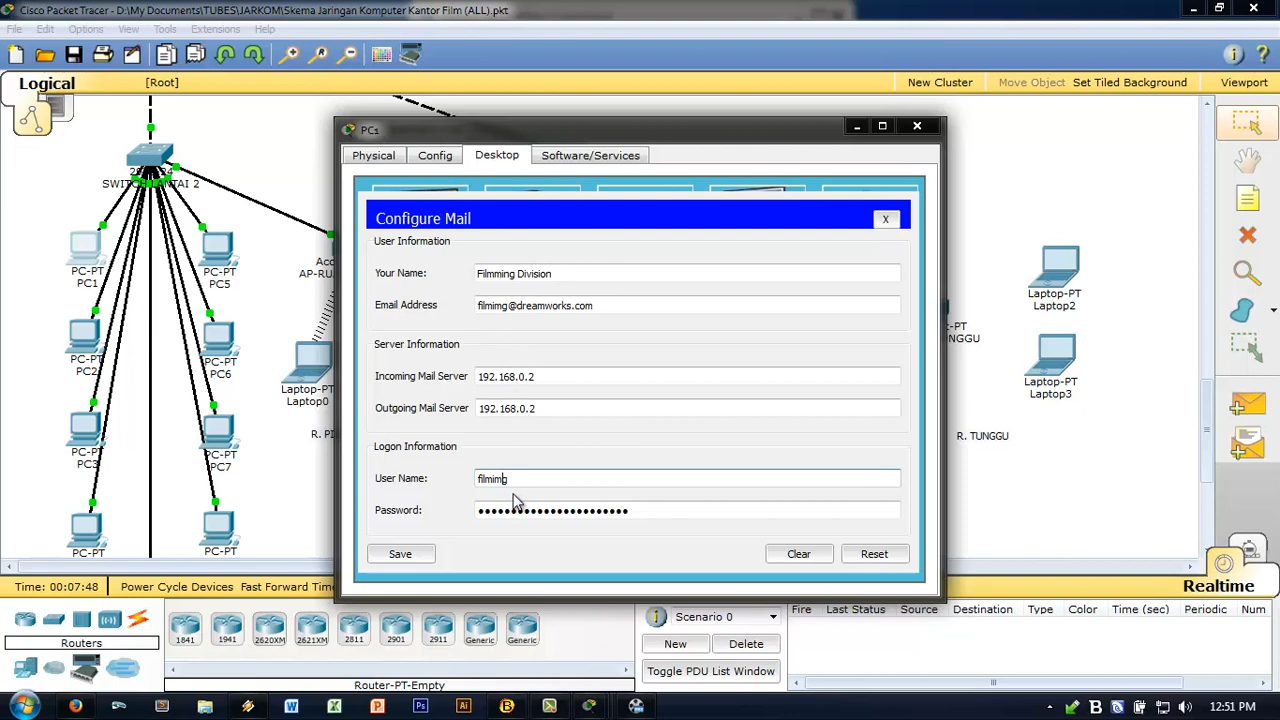 Cisco Packet Tracer - D:\My Documents\TUBES\JARKOM\Skema Jaringan Komputer Kantor Film (ALL).pkt
File Edit Options View Tools Extensions Help
Logical [Root] New Cluster Move Object Set Tiled Background Viewport
SWITCH LANTAI 2
PC-PT
PC1
PC-PT
PC5
PC-PT
PC2
PC-PT
PC6
PC-PT
PC3
PC-PT
PC7
PC-PT
PC-PT
Laptop-PT
Laptop0
Laptop-PT
Laptop2
Laptop-PT
Laptop3
R. TUNGGU
PC1
Physical Config Desktop Software/Services
Configure Mail X
User Information
Your Name: Filmming Division
Email Address filmimg@dreamworks.com
Server Information
Incoming Mail Server 192.168.0.2
Outgoing Mail Server 192.168.0.2
Logon Information
User Name: filmimg
Password: ●●●●●●●●●●●●●●●●●●●●●●●
Save Clear Reset
Time: 00:07:48 Power Cycle Devices Fast Forward Time
Realtime
Routers
1841 1941 2620XM 2621XM 2811 2901 2911 Generic Generic
Router-PT-Empty
Scenario 0
New Delete
Toggle PDU List Window
Fire Last Status Source Destination Type Color Time (sec) Periodic Num
12:51 PM